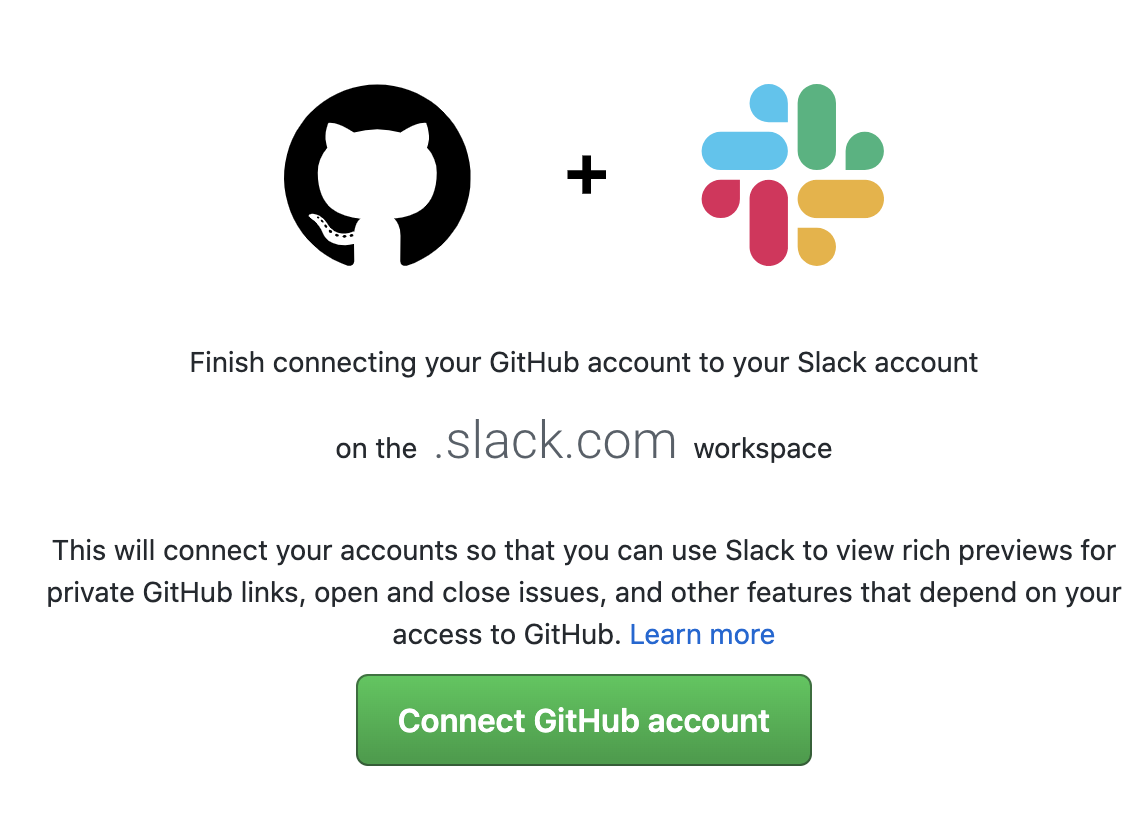 +
Finish connecting your GitHub account to your Slack account
on the .slack.com workspace
This will connect your accounts so that you can use Slack to view rich previews for
private GitHub links, open and close issues, and other features that depend on your
access to GitHub. Learn more
Connect GitHub account